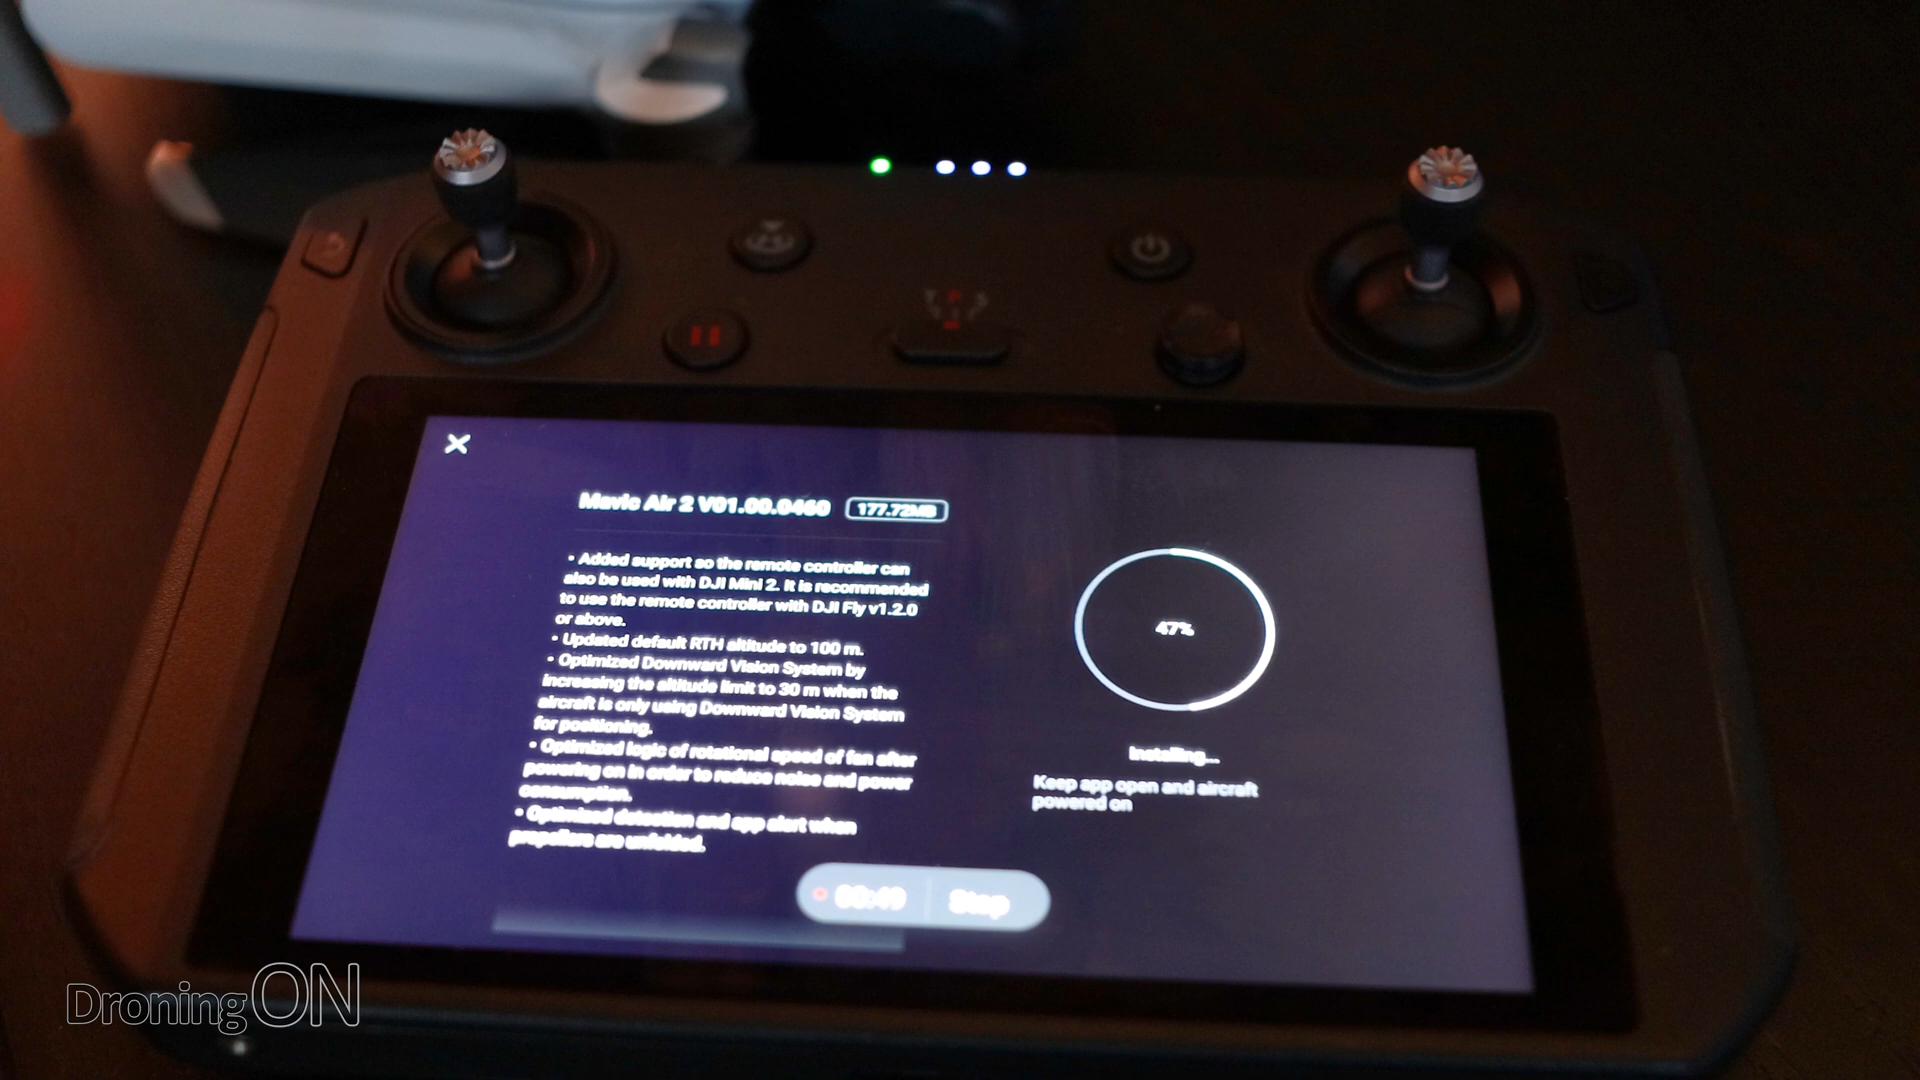 T P S
Mavic Air 2 V01.00.0460 177.72MB
• Added support so the remote controller can
also be used with DJI Mini 2. It is recommended
to use the remote controller with DJI Fly v1.2.0
or above.
• Updated default RTH altitude to 100 m.
• Optimized Downward Vision System by
increasing the altitude limit to 30 m when the
aircraft is only using Downward Vision System
for positioning.
• Optimized logic of rotational speed of fan after
powering on in order to reduce noise and power
consumption.
• Optimized detection and app alert when
propellers are unfolded.
47%
Installing...
Keep app open and aircraft
powered on
00:49 Stop
DroningON